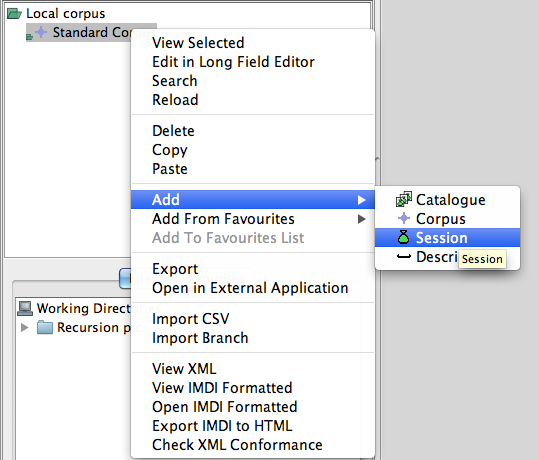 Local corpus
Standard Co
View Selected
Edit in Long Field Editor
Search
Reload
Delete
Copy
Paste
Add
Add From Favourites
Add To Favourites List
Export
Open in External Application
Import CSV
Import Branch
View XML
View IMDI Formatted
Open IMDI Formatted
Export IMDI to HTML
Check XML Conformance
Catalogue
Corpus
Session
Descri
Session
Working Direct
Recursion p